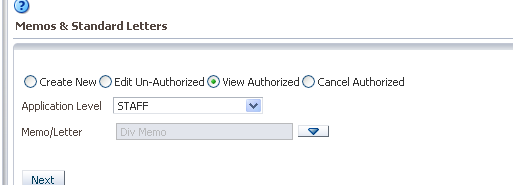 ?
Memos & Standard Letters
Create New Edit Un-Authorized View Authorized Cancel Authorized
Application Level STAFF
Memo/Letter Div Memo
Next